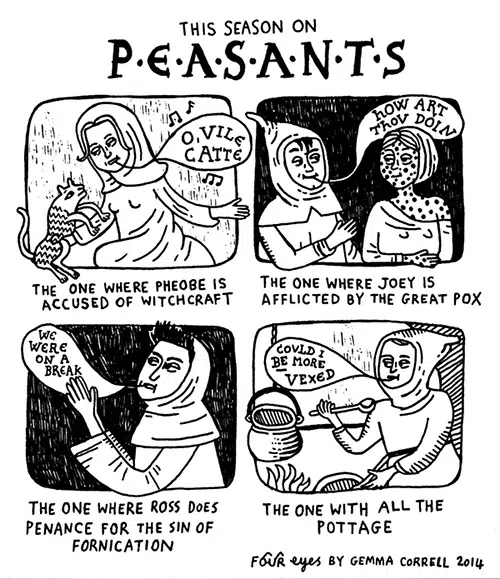 THIS SEASON ON
P·E·A·S·A·N·T·S
O, VILE
CATTE
HOW ART
THOV DOIN
THE ONE WHERE PHEOBE IS
ACCUSED OF WITCHCRAFT
THE ONE WHERE JOEY IS
AFFLICTED BY THE GREAT POX
WE
WERE
ON A
BREAK
COVLD I
BE MORE
VEXED
THE ONE WHERE ROSS DOES
PENANCE FOR THE SIN OF
FORNICATION
THE ONE WITH ALL THE
POTTAGE
FOUR eyes BY GEMMA CORRELL 2014